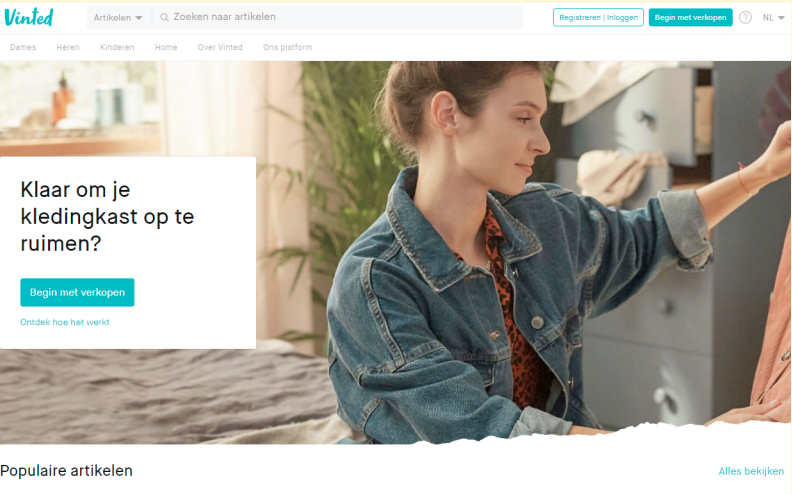 Vinted
Artikelen
Zoeken naar artikelen
Registreren | Inloggen
Begin met verkopen
?
NL
Dames
Heren
Kinderen
Home
Over Vinted
Ons platform
Klaar om je
kledingkast op te
ruimen?
Begin met verkopen
Ontdek hoe het werkt
Populaire artikelen
Alles bekijken